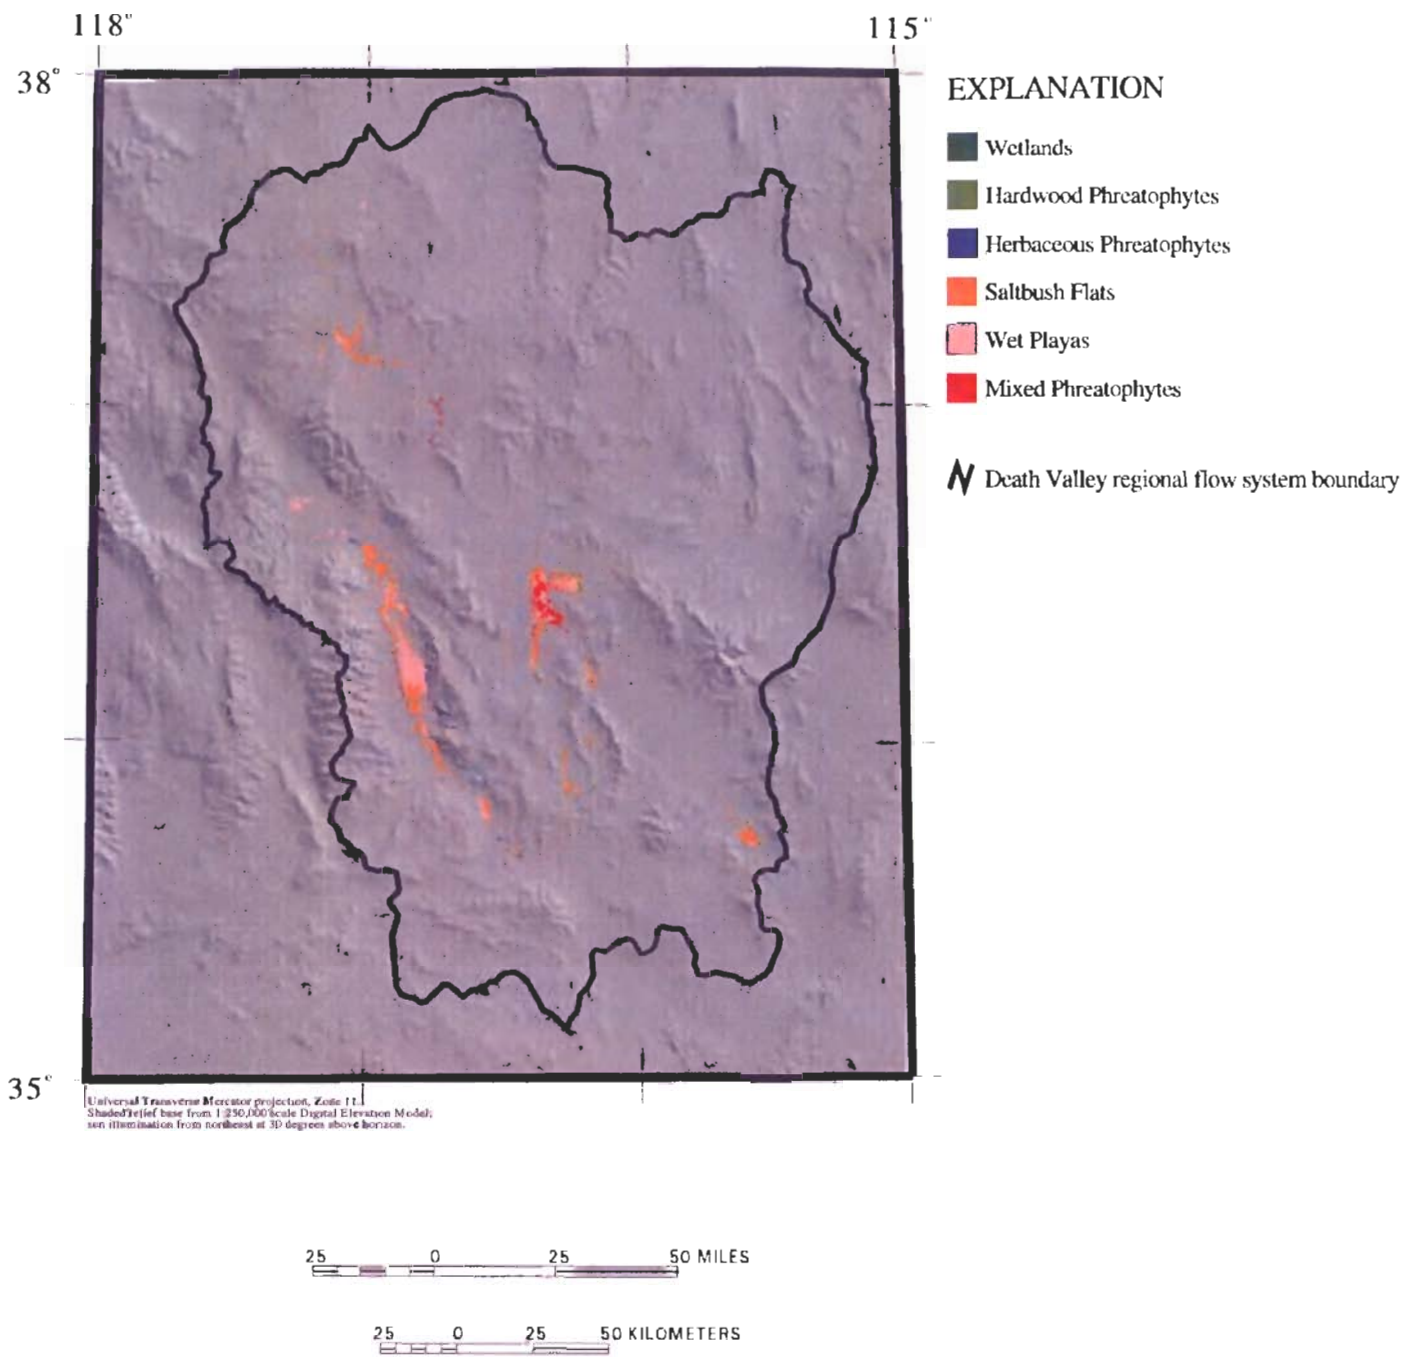 118° 115°
38°
EXPLANATION
Wetlands
Hardwood Phreatophytes
Herbaceous Phreatophytes
Saltbush Flats
Wet Playas
Mixed Phreatophytes
Death Valley regional flow system boundary
35°
Universal Transverse Mercator projection, Zone 11.
Shaded relief base from 1:250,000 scale Digital Elevation Model;
sun illumination from northeast at 30 degrees above horizon.
25 0 25 50 MILES
25 0 25 50 KILOMETERS